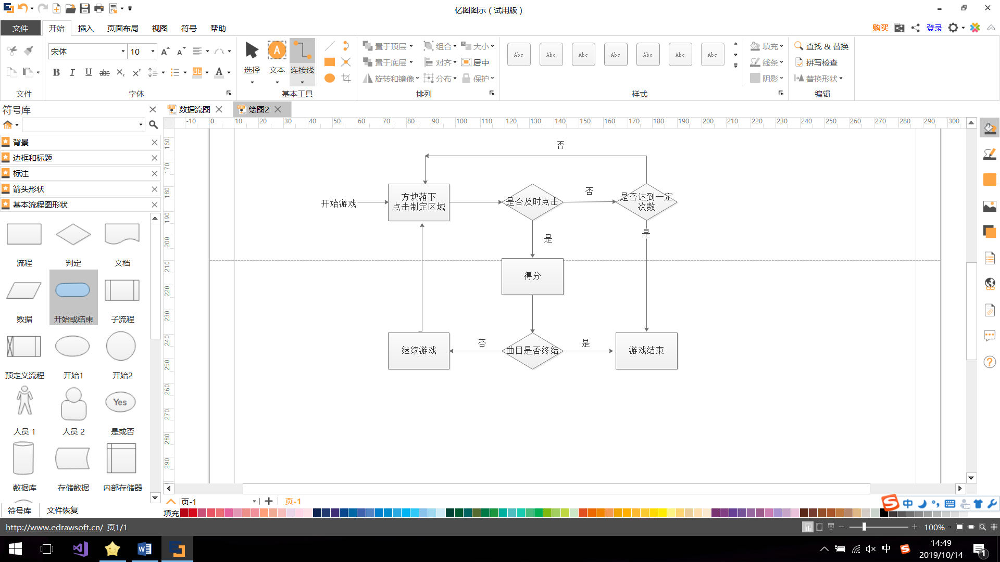 亿图图示（试用版）
文件
开始
插入
页面布局
视图
符号
帮助
购买
登录
宋体
10
选择
文本
连接线
置于顶层
组合
大小
置于底层
对齐
居中
旋转和镜像
分布
保护
Abc
Abc
Abc
Abc
Abc
Abc
Abc
填充
线条
阴影
查找 & 替换
拼写检查
替换形状
文件
字体
基本工具
排列
样式
编辑
符号库
数据流图
绘图2
-10 0 10 20 30 40 50 60 70 80 90 100 110 120 130 140 150 160 170 180 190 200 210 220 230 240 250 260 270 280 290 300
160
170
180
190
200
210
220
230
240
250
260
270
280
290
背景
边框和标题
标注
箭头形状
基本流程图形状
流程
判定
文档
数据
开始或结束
子流程
预定义流程
开始1
开始2
人员 1
人员 2
Yes
是或否
数据库
存储数据
内部存储器
符号库
文件恢复
否
开始游戏
方块落下
点击制定区域
是否及时点击
否
是否达到一定
次数
是
是
得分
继续游戏
否
曲目是否终结
是
游戏结束
页-1
页-1
填充
中
http://www.edrawsoft.cn/ 页1/1
100%
中
14:49
2019/10/14
1